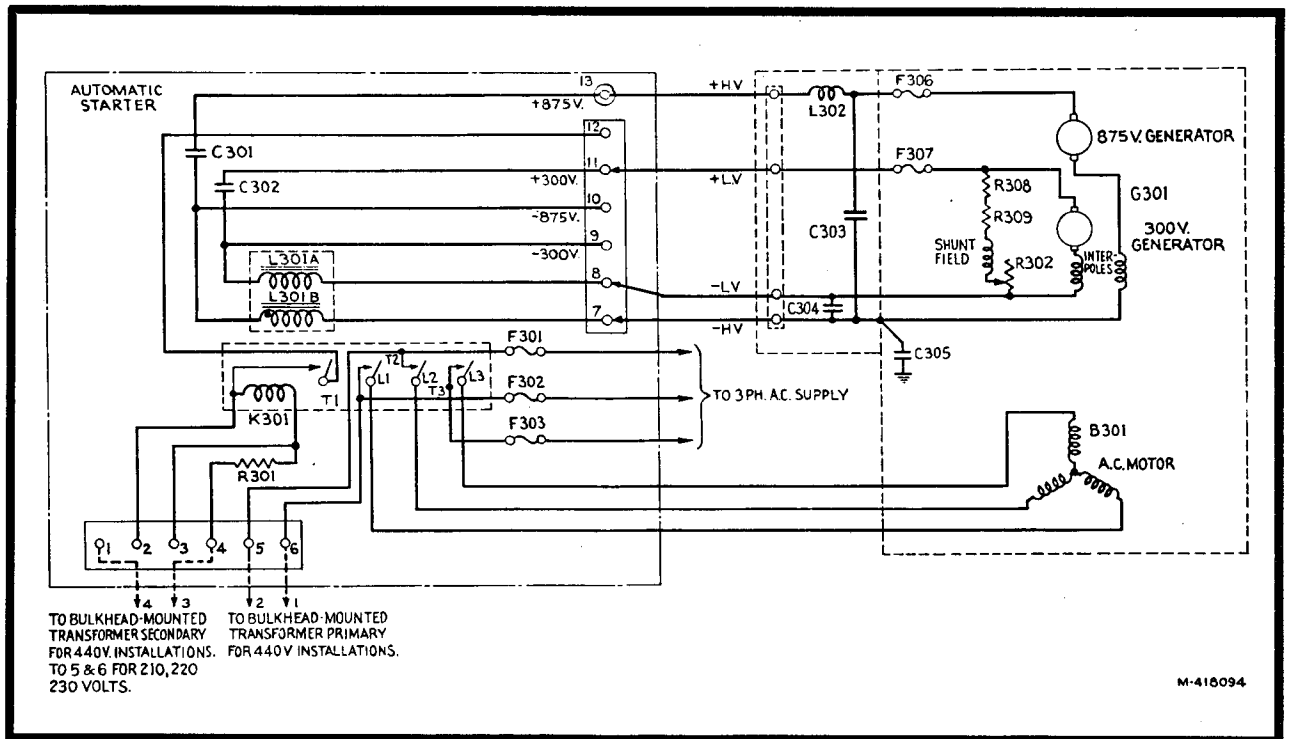 AUTOMATIC
STARTER
13
+875V.
+H.V
L302
F306
875V. GENERATOR
12
C301
11
+300V.
+L.V
F307
R308
G301
C302
10
-875V.
C303
R309
300V.
GENERATOR
9
-300V.
SHUNT
FIELD
R302
INTER-
POLES
L301A
8
-LV
C304
L301B
7
-HV
C305
F301
T2
L1
L2
L3
T1
T3
F302
TO 3 PH. A.C. SUPPLY
K301
F303
B301
A.C. MOTOR
R301
1
2
3
4
5
6
4
3
2
1
TO BULKHEAD-MOUNTED
TRANSFORMER SECONDARY
FOR 440V. INSTALLATIONS.
TO 5 & 6 FOR 210,220
230 VOLTS.
TO BULKHEAD-MOUNTED
TRANSFORMER PRIMARY
FOR 440V INSTALLATIONS.
M-418094